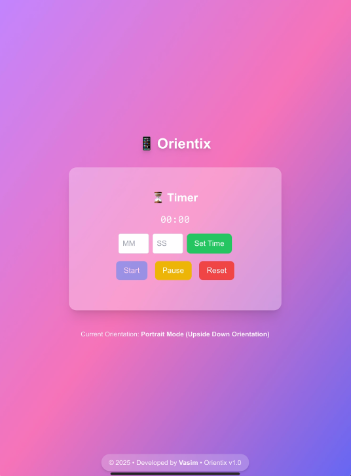 📱 Orientix
⏳ Timer
00:00
MM SS Set Time
Start Pause Reset
Current Orientation: Portrait Mode (Upside Down Orientation)
© 2025 • Developed by Vasim • Orientix v1.0